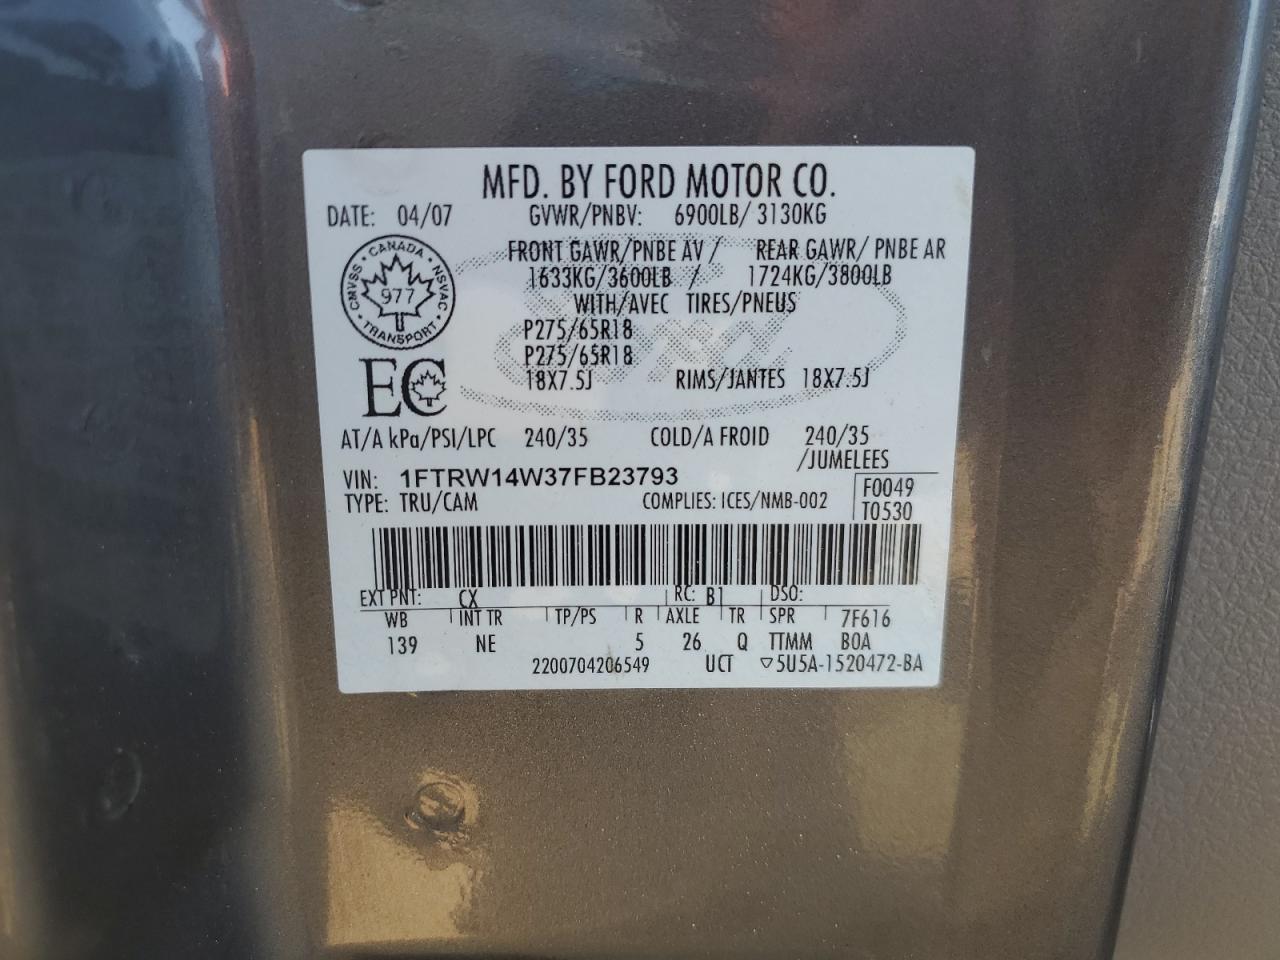 MFD. BY FORD MOTOR CO.
DATE: 04/07 GVWR/PNBV: 6900LB/ 3130KG
FRONT GAWR/PNBE AV / REAR GAWR/ PNBE AR
1633KG/3600LB / 1724KG/3800LB
WITH/AVEC TIRES/PNEUS
CMVSS • CANADA • NSVAC • TRANSPORT •
977
P275/65R18
P275/65R18
18X7.5J RIMS/JANTES 18X7.5J
EC
AT/A kPa/PSI/LPC 240/35 COLD/A FROID 240/35
/JUMELEES
VIN: 1FTRW14W37FB23793
TYPE: TRU/CAM COMPLIES: ICES/NMB-002
F0049
T0530
EXT PNT: CX RC: B1 DSO:
WB INT TR TP/PS R AXLE TR SPR 7F616
139 NE 5 26 Q TTMM BOA
2200704206549 UCT ▽5U5A-1520472-BA